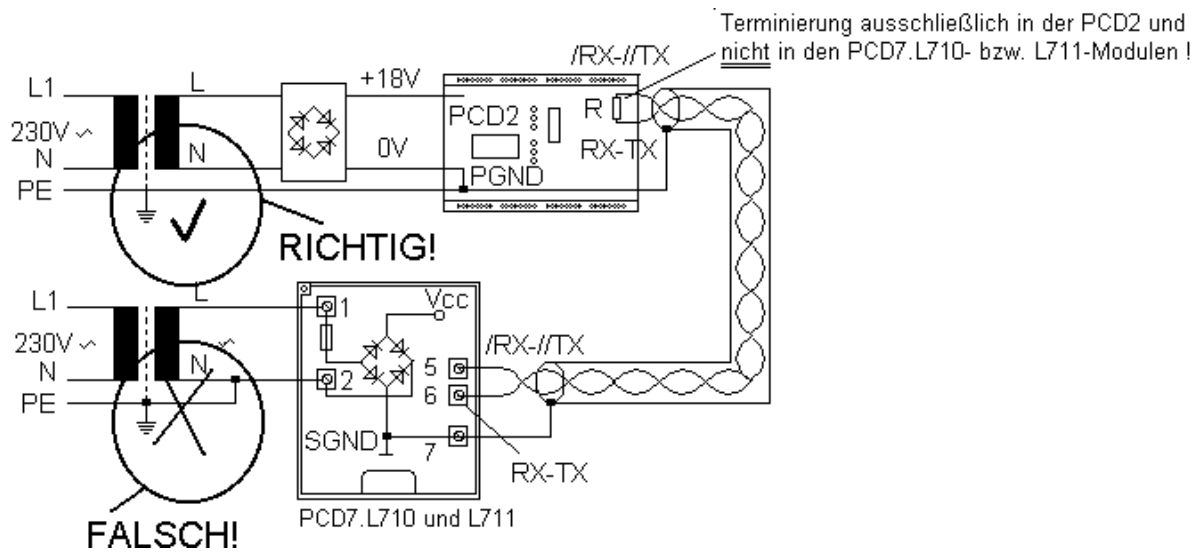 Terminierung ausschließlich in der PCD2 und
nicht in den PCD7.L710- bzw. L711-Modulen !
/RX-//TX
L1
L
+18V
230V ~
PCD2
R
N
N
0V
RX-TX
PE
PGND
RICHTIG!
L1
L
1
Vcc
230V ~
/RX-//TX
N
N
2
5
PE
6
SGND
7
RX-TX
PCD7.L710 und L711
FALSCH!